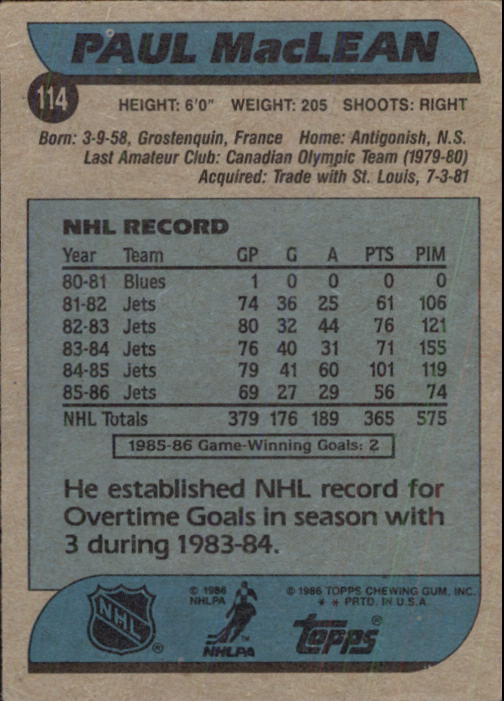 PAUL MacLEAN
114
HEIGHT: 6'0" WEIGHT: 205 SHOOTS: RIGHT
Born: 3-9-58, Grostenquin, France Home: Antigonish, N.S.
Last Amateur Club: Canadian Olympic Team (1979-80)
Acquired: Trade with St. Louis, 7-3-81
NHL RECORD
Year Team GP G A PTS PIM
80-81 Blues 1 0 0 0 0
81-82 Jets 74 36 25 61 106
82-83 Jets 80 32 44 76 121
83-84 Jets 76 40 31 71 155
84-85 Jets 79 41 60 101 119
85-86 Jets 69 27 29 56 74
NHL Totals 379 176 189 365 575
1985-86 Game-Winning Goals: 2
He established NHL record for
Overtime Goals in season with
3 during 1983-84.
NHL ®
© 1986
NHLPA
NHLPA ™
© 1986 TOPPS CHEWING GUM, INC.
* * PRTD. IN U.S.A.
topps ®